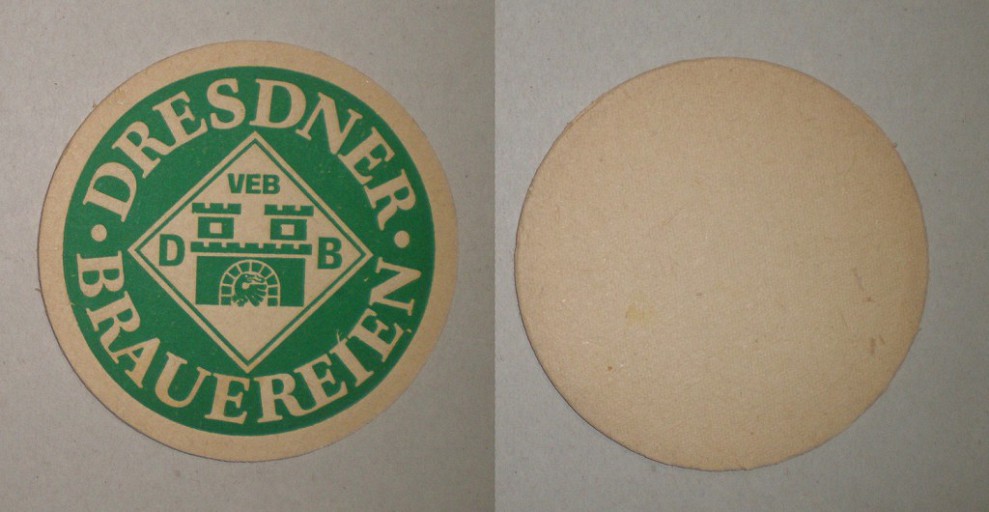 DRESDNER
VEB
D B
BRAUEREIEN